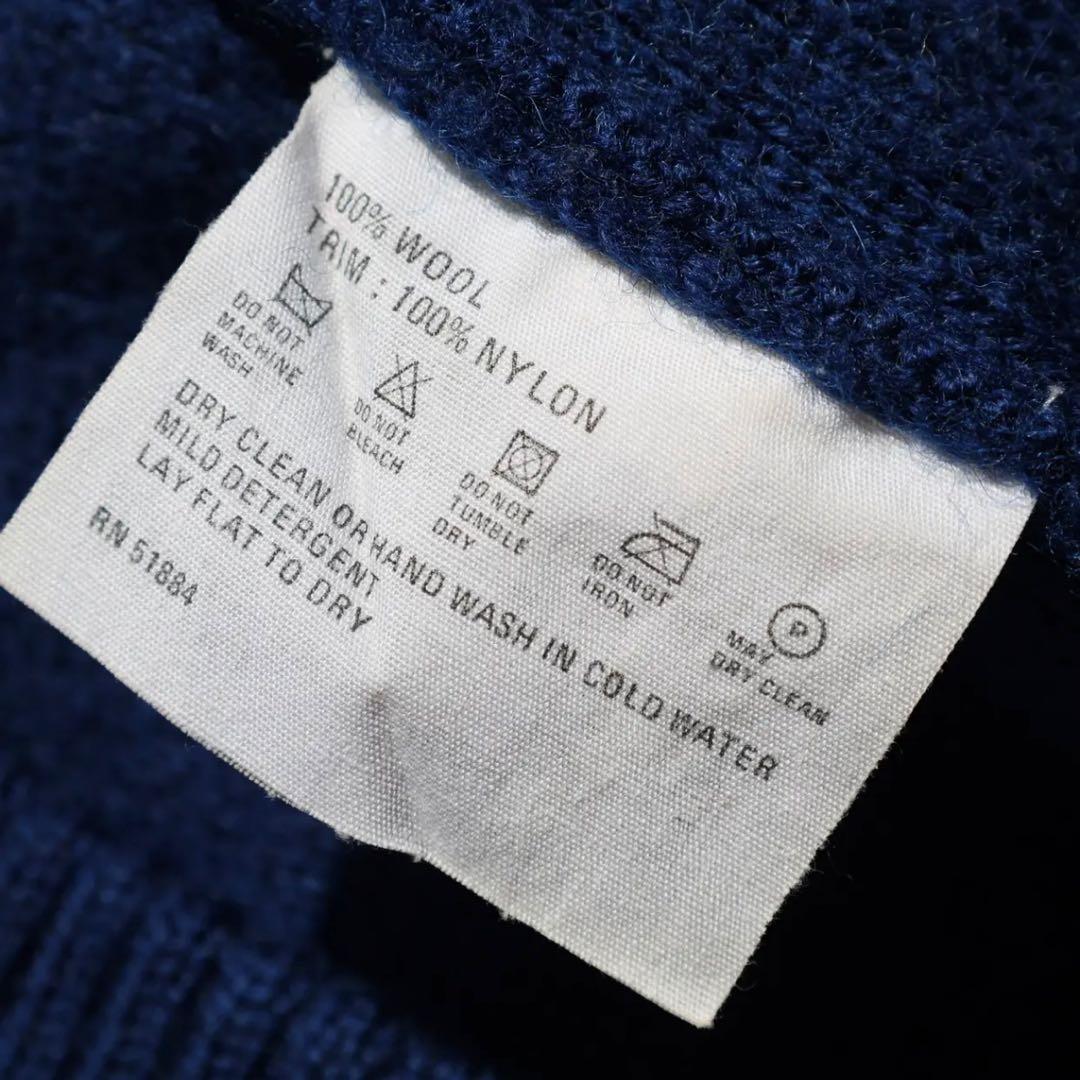 100% WOOL
TRIM : 100% NYLON
DO NOT
MACHINE
WASH
DO NOT
BLEACH
DO NOT
TUMBLE
DRY
DO NOT
IRON
P
MAY
DRY CLEAN
DRY CLEAN OR HAND WASH IN COLD WATER
MILD DETERGENT
LAY FLAT TO DRY
RN 51884